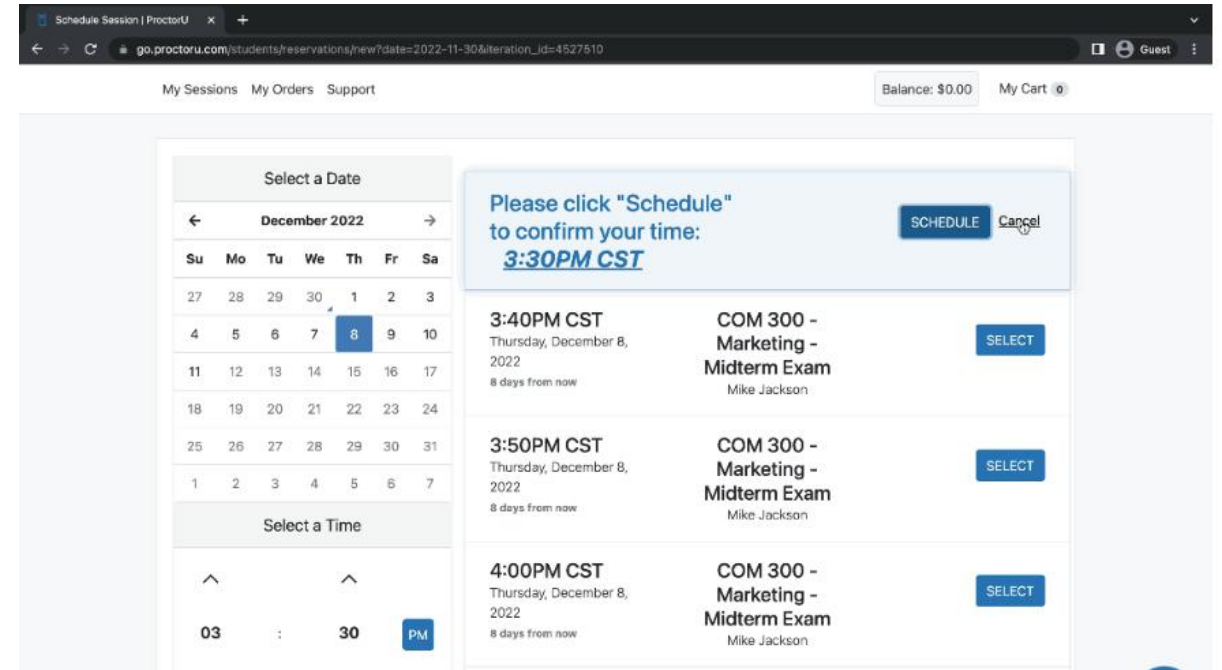 Schedule Session | ProctorU
go.proctoru.com/students/reservations/new?date=2022-11-30&iteration_id=4527510
Guest
My Sessions My Orders Support
Balance: $0.00 My Cart 0
Select a Date
December 2022
Su Mo Tu We Th Fr Sa
27 28 29 30 1 2 3
4 5 6 7 8 9 10
11 12 13 14 15 16 17
18 19 20 21 22 23 24
25 26 27 28 29 30 31
1 2 3 4 5 6 7
Select a Time
03 : 30 PM
Please click "Schedule"
to confirm your time:
3:30PM CST
SCHEDULE Cancel
3:40PM CST
Thursday, December 8,
2022
8 days from now
COM 300 -
Marketing -
Midterm Exam
Mike Jackson
SELECT
3:50PM CST
Thursday, December 8,
2022
8 days from now
COM 300 -
Marketing -
Midterm Exam
Mike Jackson
SELECT
4:00PM CST
Thursday, December 8,
2022
8 days from now
COM 300 -
Marketing -
Midterm Exam
Mike Jackson
SELECT